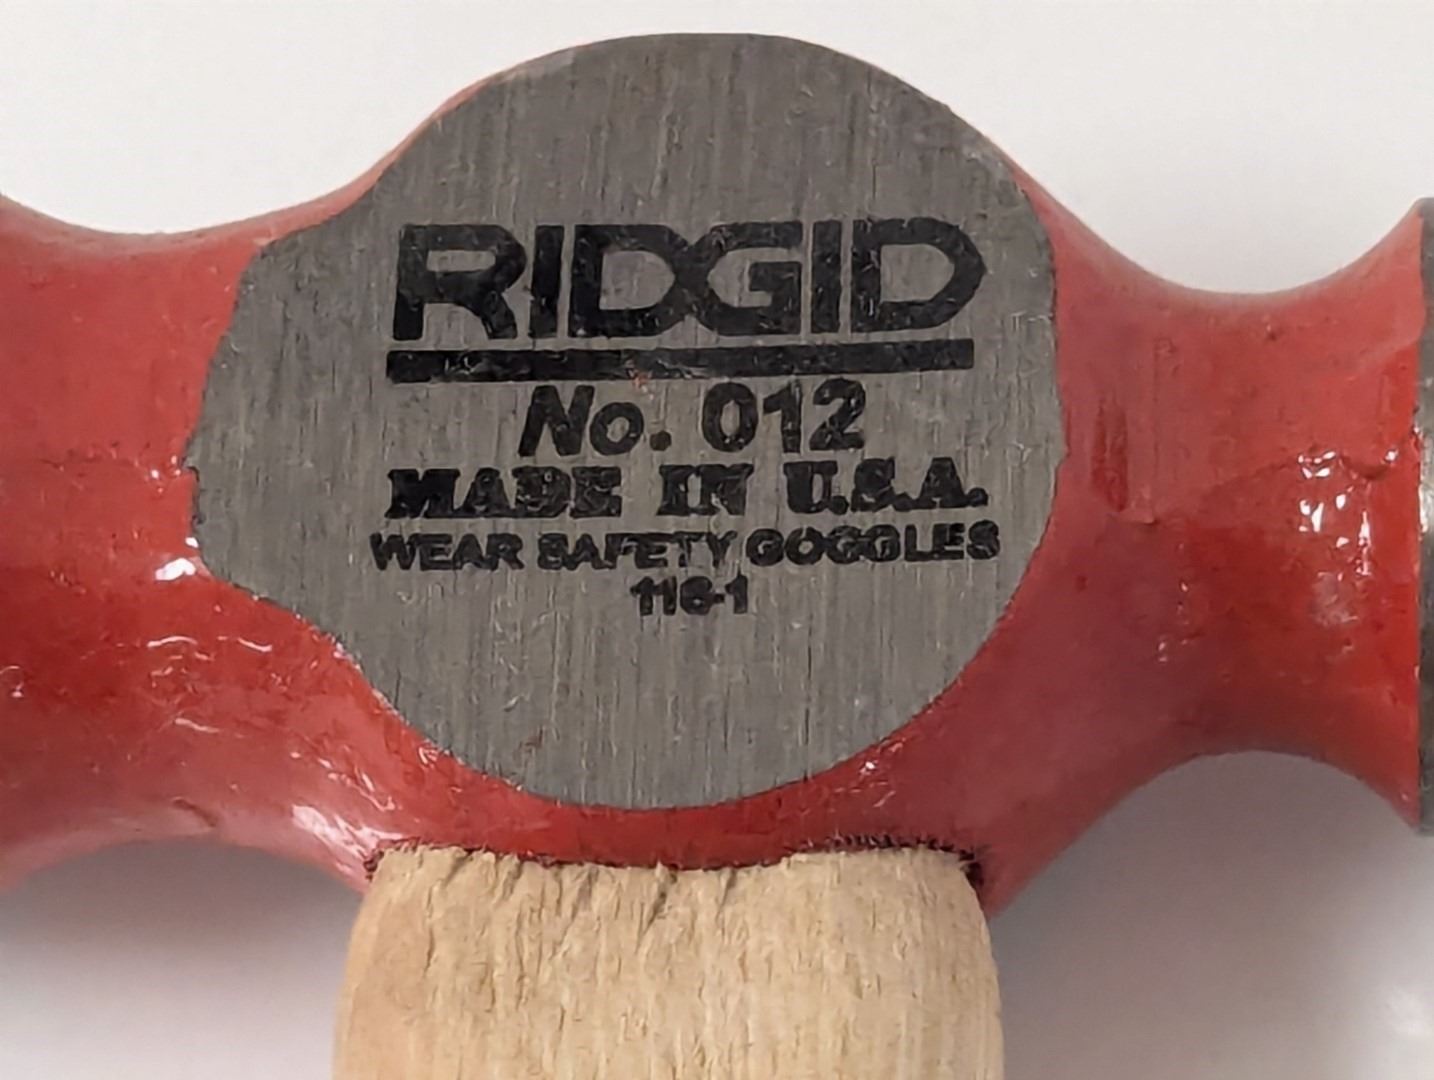 RIDGID
No. 012
MADE IN U.S.A.
WEAR SAFETY GOGGLES
116-1